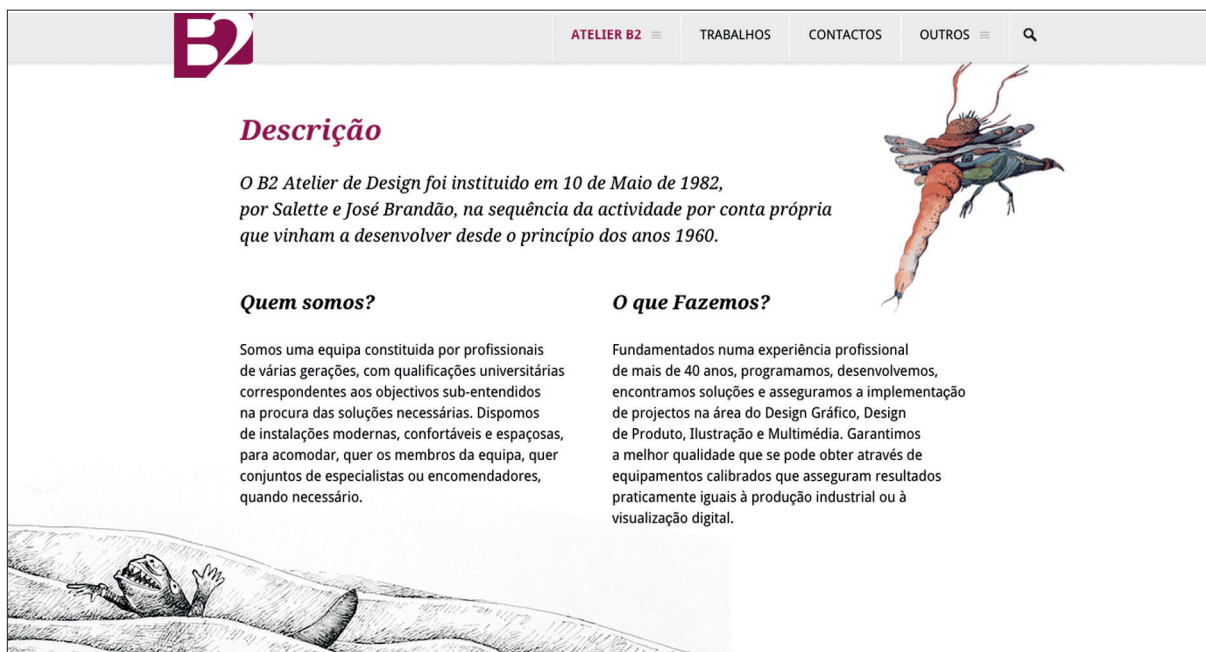 B2
ATELIER B2
TRABALHOS
CONTACTOS
OUTROS
Descrição
O B2 Atelier de Design foi instituido em 10 de Maio de 1982,
por Salette e José Brandão, na sequência da actividade por conta própria
que vinham a desenvolver desde o princípio dos anos 1960.
Quem somos?
Somos uma equipa constituida por profissionais
de várias gerações, com qualificações universitárias
correspondentes aos objectivos sub-entendidos
na procura das soluções necessárias. Dispomos
de instalações modernas, confortáveis e espaçosas,
para acomodar, quer os membros da equipa, quer
conjuntos de especialistas ou encomendadores,
quando necessário.
O que Fazemos?
Fundamentados numa experiência profissional
de mais de 40 anos, programamos, desenvolvemos,
encontramos soluções e asseguramos a implementação
de projectos na área do Design Gráfico, Design
de Produto, Ilustração e Multimédia. Garantimos
a melhor qualidade que se pode obter através de
equipamentos calibrados que asseguram resultados
praticamente iguais à produção industrial ou à
visualização digital.